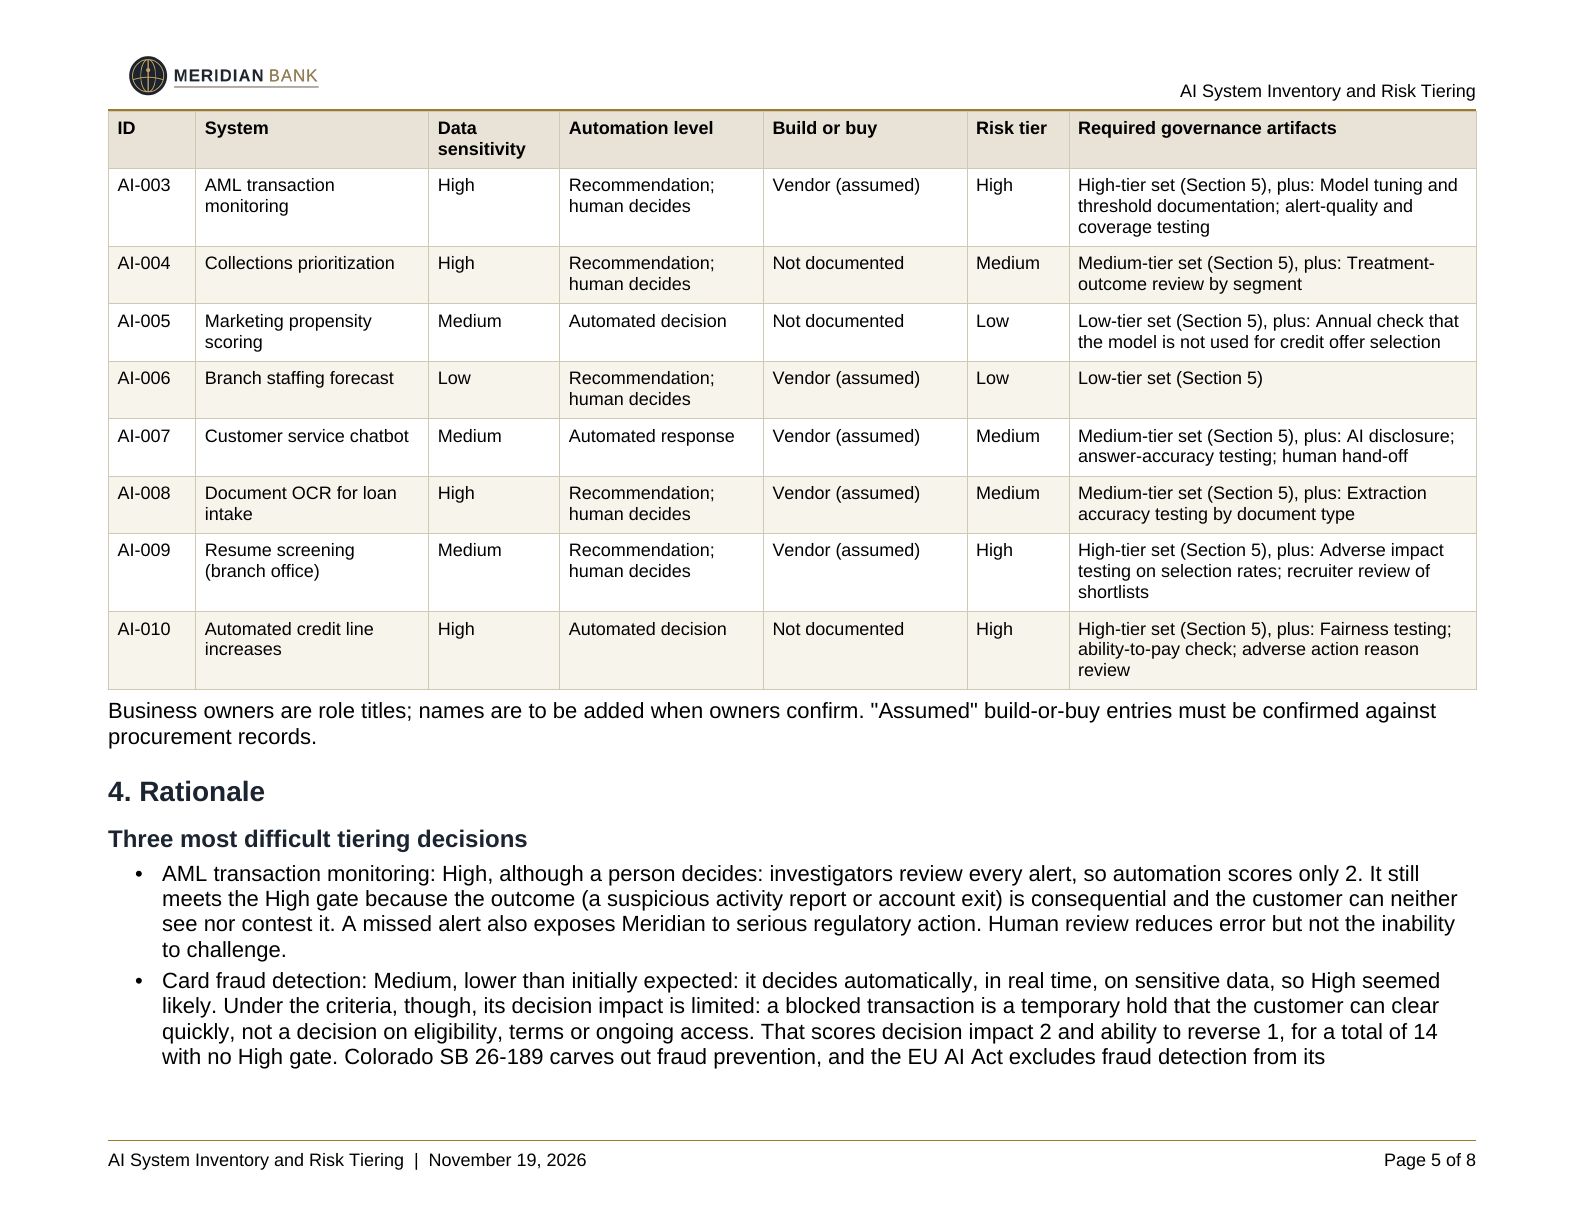 MERIDIAN BANK
AI System Inventory and Risk Tiering
ID System Data sensitivity Automation level Build or buy Risk tier Required governance artifacts
AI-003 AML transaction monitoring High Recommendation; human decides Vendor (assumed) High High-tier set (Section 5), plus: Model tuning and threshold documentation; alert-quality and coverage testing
AI-004 Collections prioritization High Recommendation; human decides Not documented Medium Medium-tier set (Section 5), plus: Treatment-outcome review by segment
AI-005 Marketing propensity scoring Medium Automated decision Not documented Low Low-tier set (Section 5), plus: Annual check that the model is not used for credit offer selection
AI-006 Branch staffing forecast Low Recommendation; human decides Vendor (assumed) Low Low-tier set (Section 5)
AI-007 Customer service chatbot Medium Automated response Vendor (assumed) Medium Medium-tier set (Section 5), plus: AI disclosure; answer-accuracy testing; human hand-off
AI-008 Document OCR for loan intake High Recommendation; human decides Vendor (assumed) Medium Medium-tier set (Section 5), plus: Extraction accuracy testing by document type
AI-009 Resume screening (branch office) Medium Recommendation; human decides Vendor (assumed) High High-tier set (Section 5), plus: Adverse impact testing on selection rates; recruiter review of shortlists
AI-010 Automated credit line increases High Automated decision Not documented High High-tier set (Section 5), plus: Fairness testing; ability-to-pay check; adverse action reason review
Business owners are role titles; names are to be added when owners confirm. "Assumed" build-or-buy entries must be confirmed against
procurement records.
4. Rationale
Three most difficult tiering decisions
• AML transaction monitoring: High, although a person decides: investigators review every alert, so automation scores only 2. It still
meets the High gate because the outcome (a suspicious activity report or account exit) is consequential and the customer can neither
see nor contest it. A missed alert also exposes Meridian to serious regulatory action. Human review reduces error but not the inability
to challenge.
• Card fraud detection: Medium, lower than initially expected: it decides automatically, in real time, on sensitive data, so High seemed
likely. Under the criteria, though, its decision impact is limited: a blocked transaction is a temporary hold that the customer can clear
quickly, not a decision on eligibility, terms or ongoing access. That scores decision impact 2 and ability to reverse 1, for a total of 14
with no High gate. Colorado SB 26-189 carves out fraud prevention, and the EU AI Act excludes fraud detection from its
AI System Inventory and Risk Tiering | November 19, 2026
Page 5 of 8